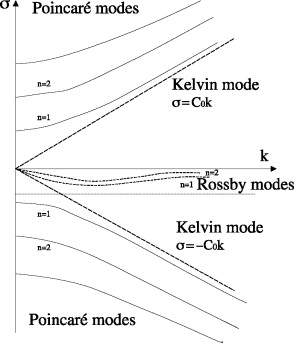 σ
Poincaré modes
n=2
n=1
Kelvin mode
σ=C₀k
k
n=2
n=1
Rossby modes
n=1
n=2
Kelvin mode
σ=-C₀k
Poincaré modes